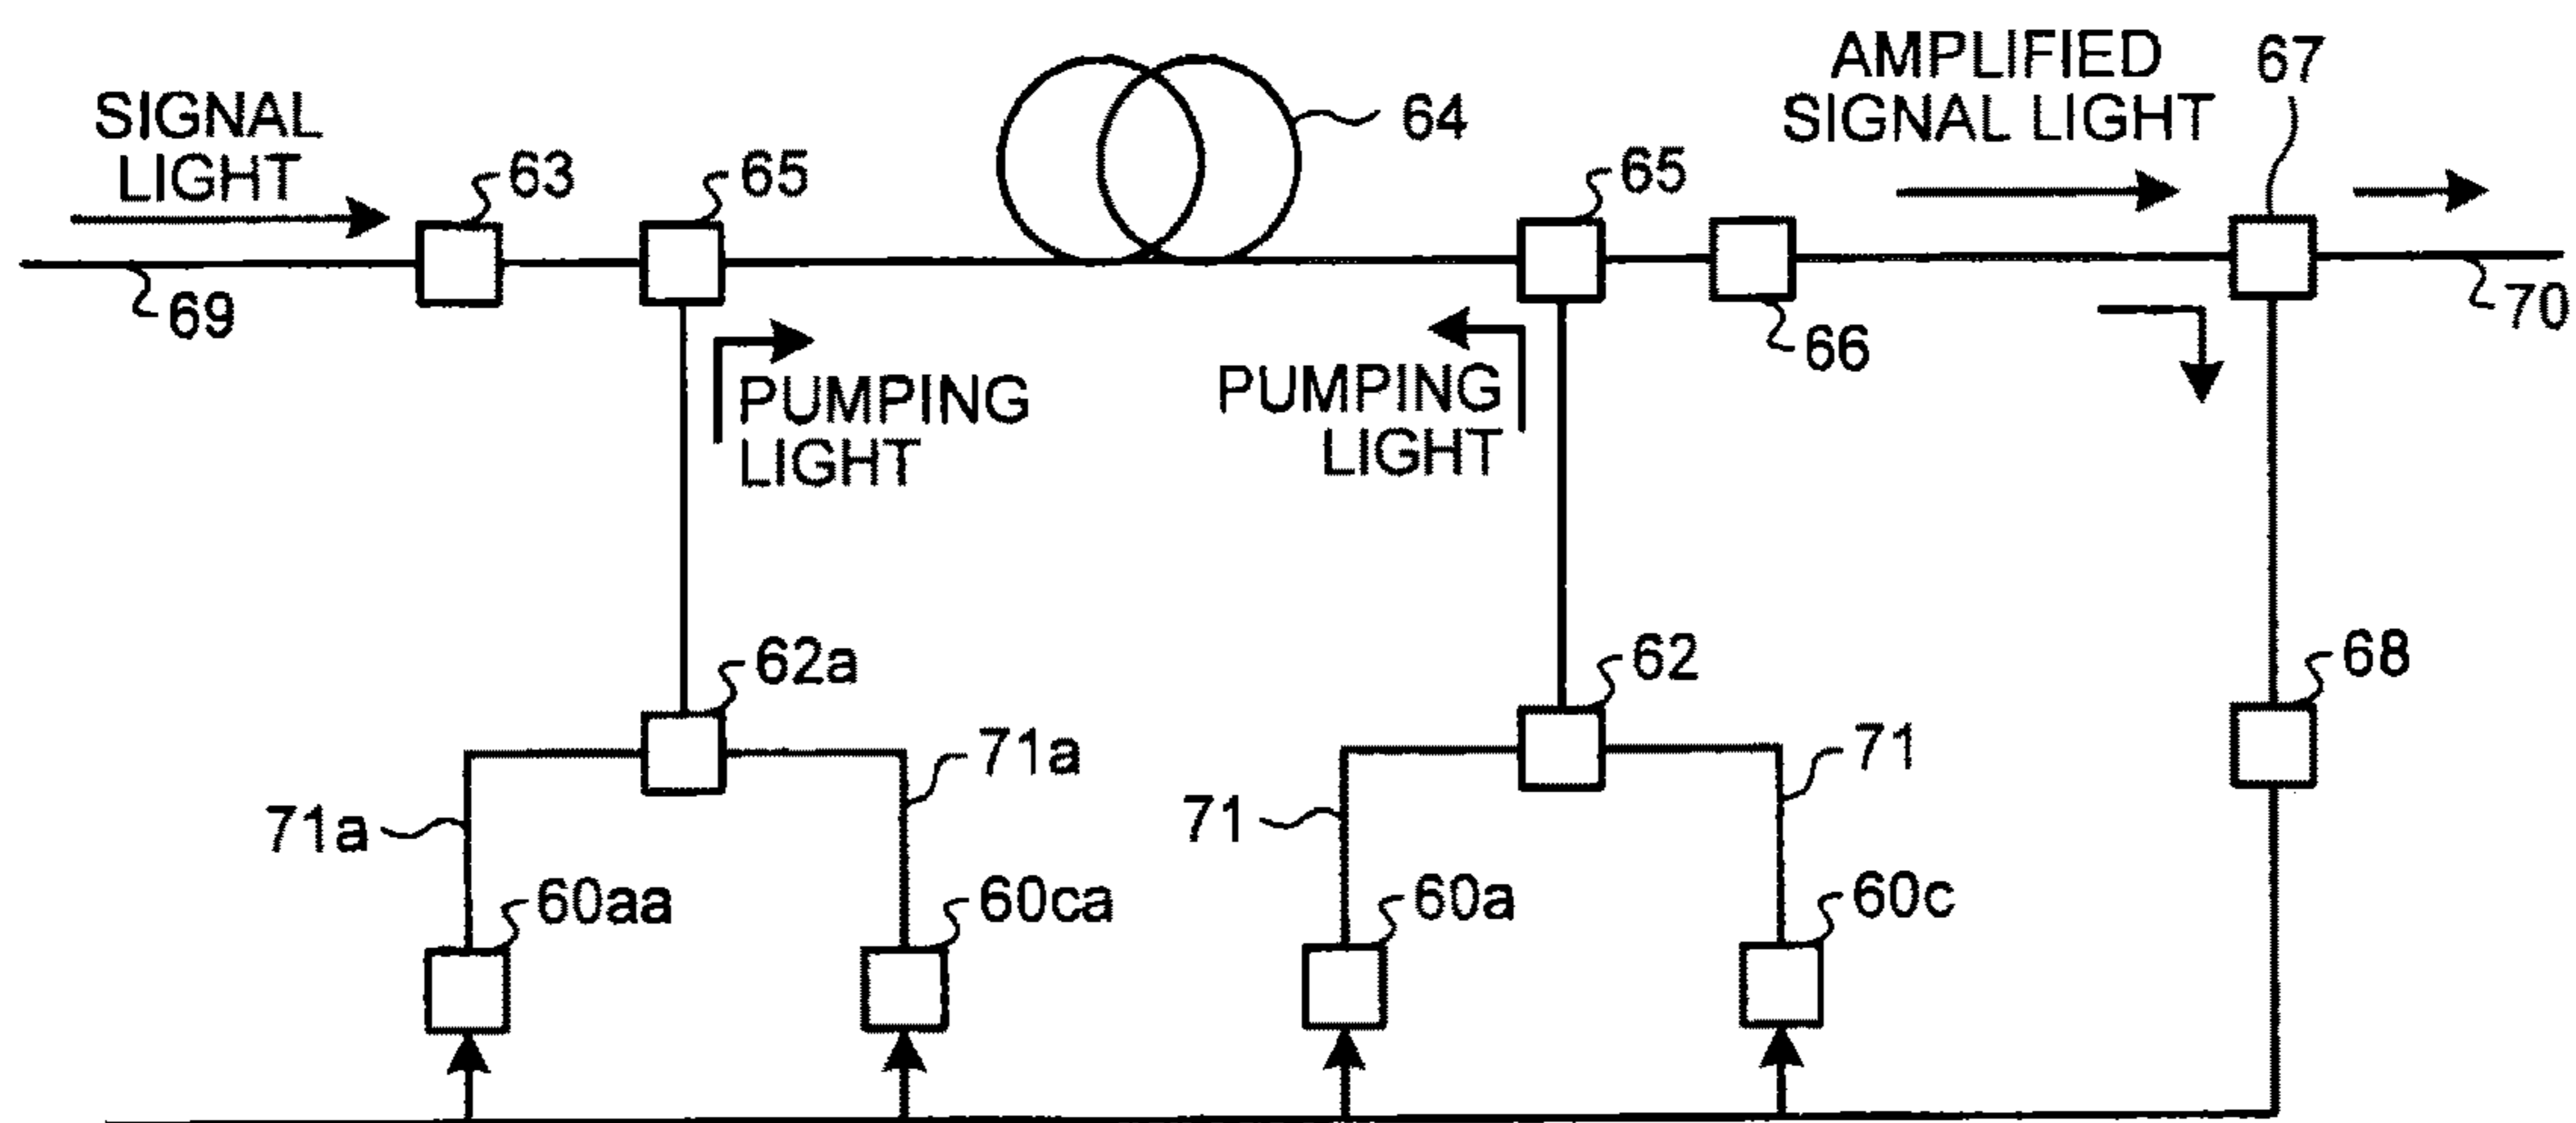 SIGNAL
LIGHT
63
65
64
65
AMPLIFIED
SIGNAL LIGHT
67
69
66
70
PUMPING
LIGHT
PUMPING
LIGHT
62a
62
68
71a
71a
71
71
60aa
60ca
60a
60c